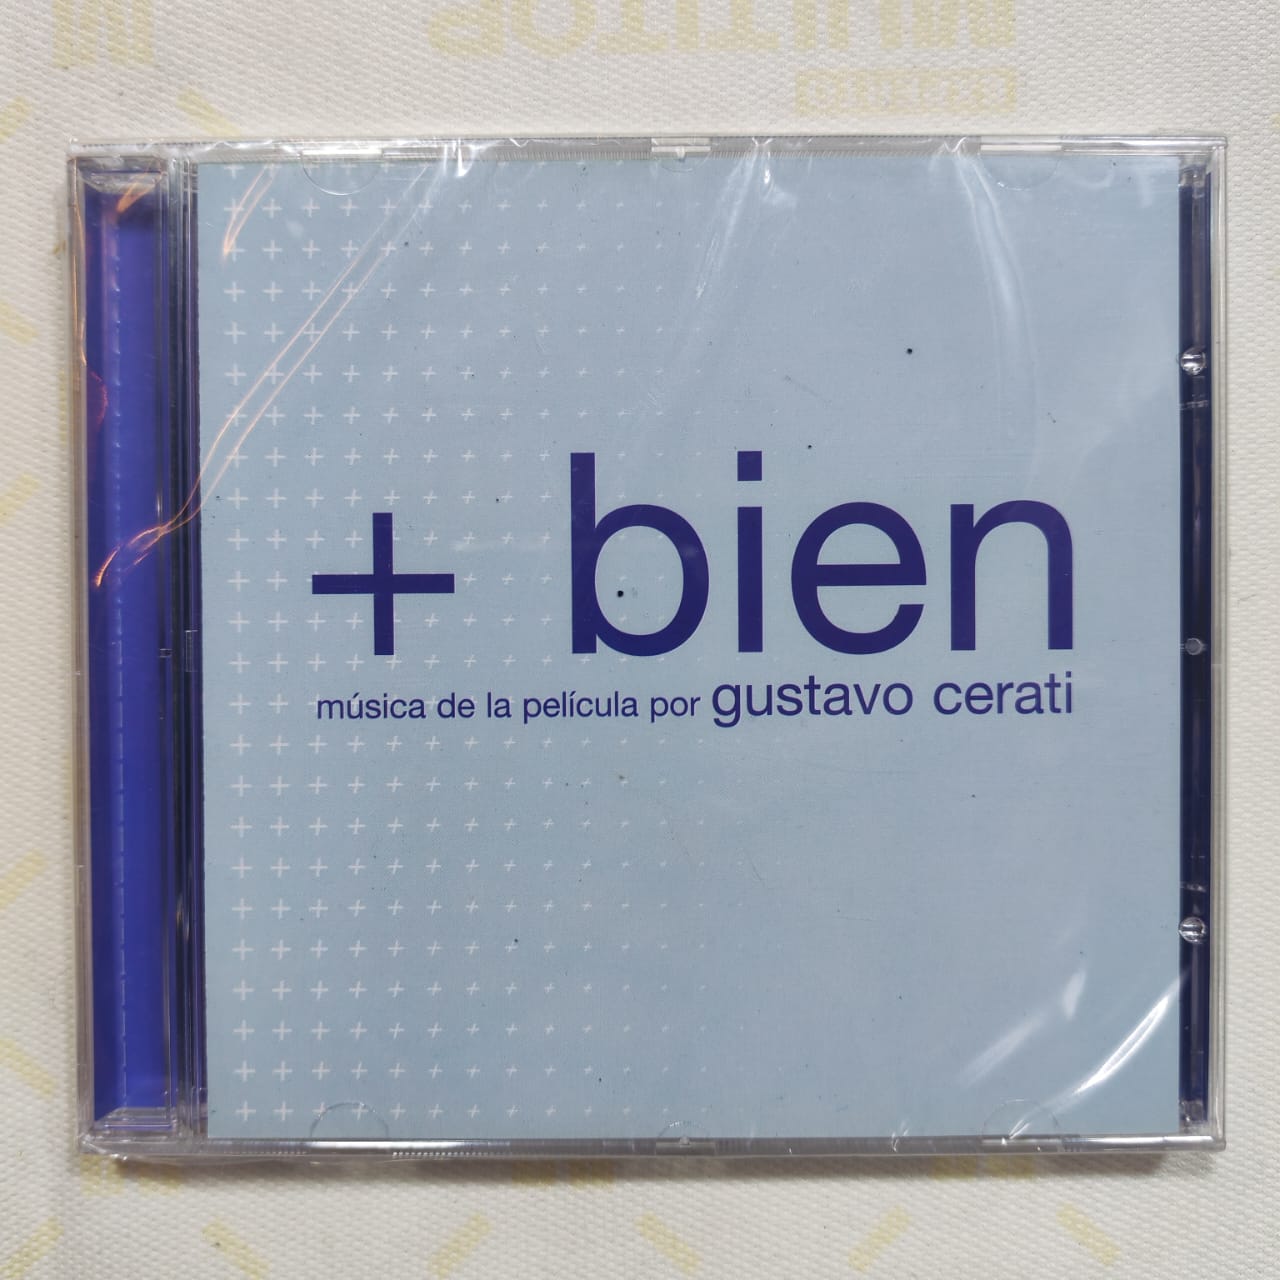 + bien
música de la película por gustavo cerati